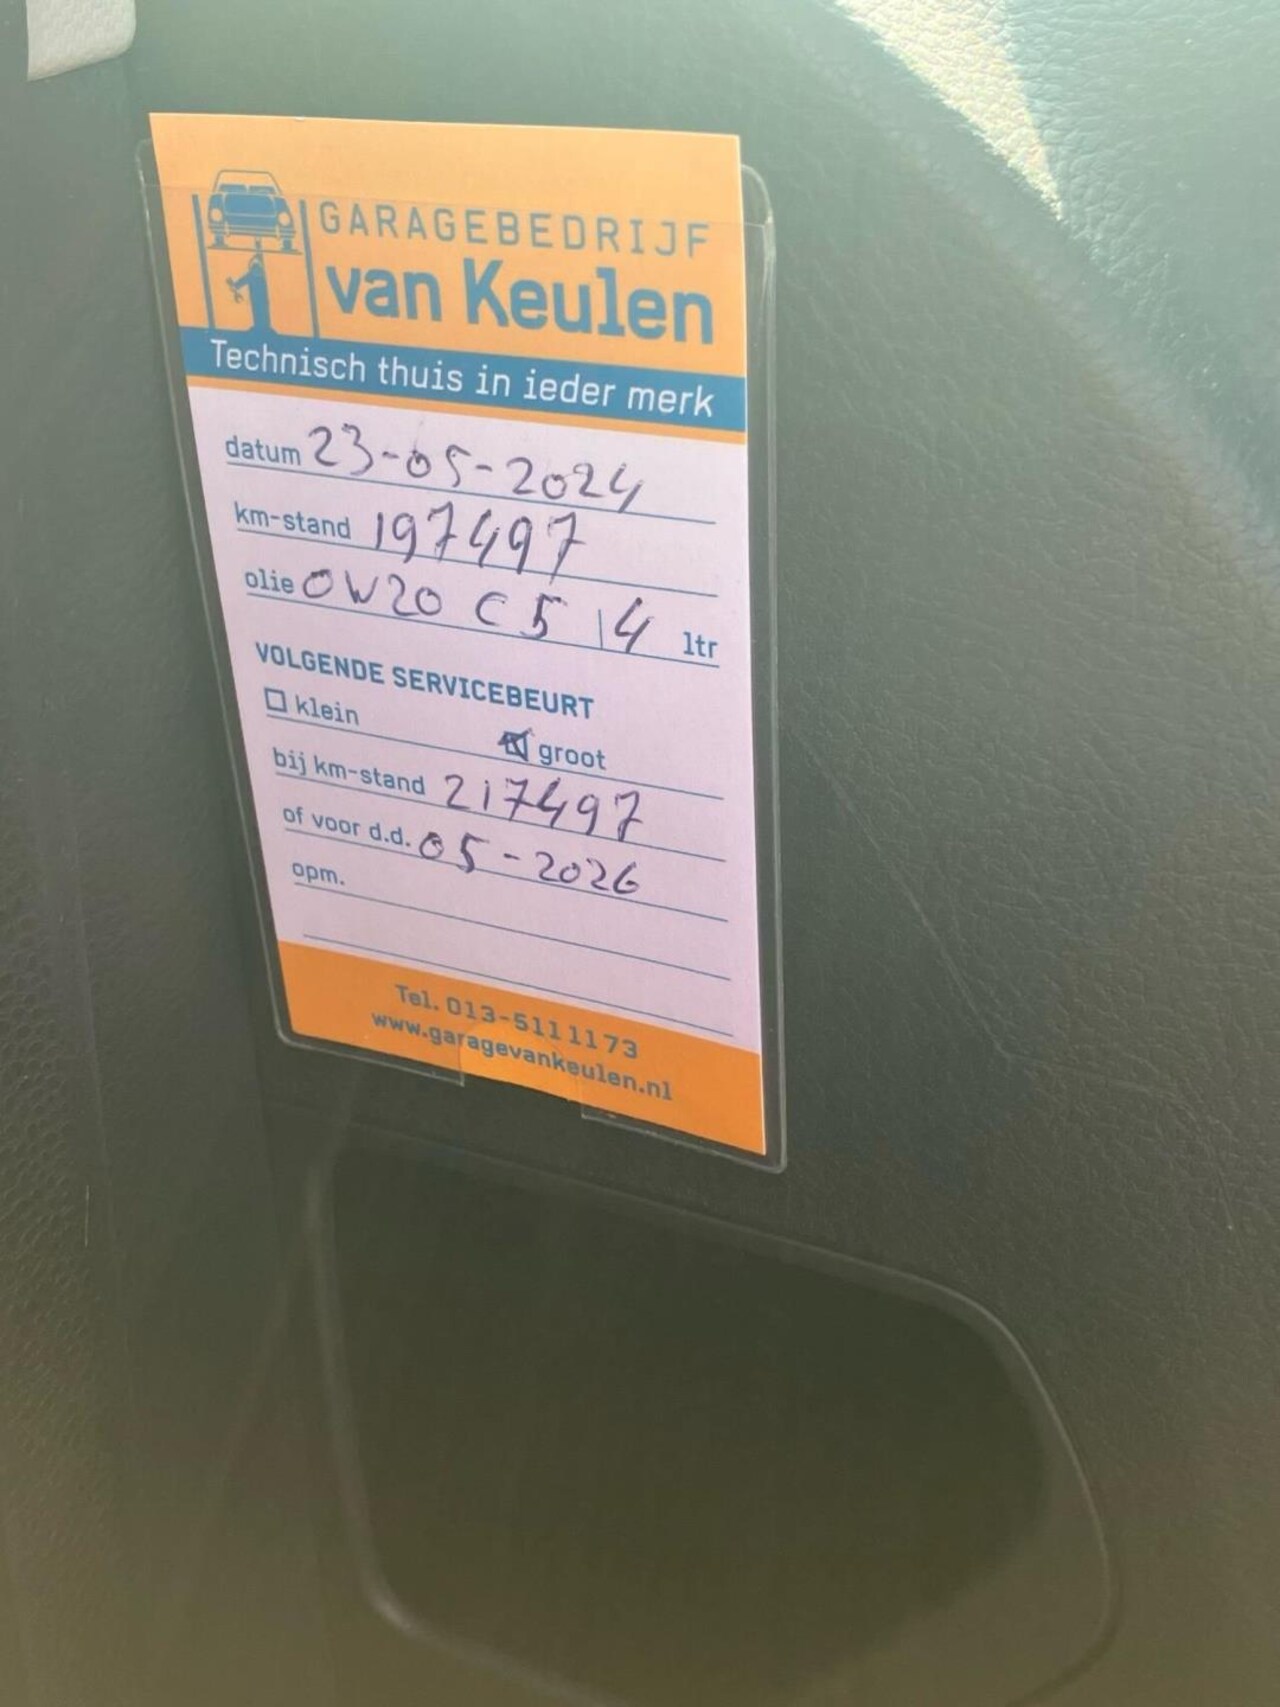 GARAGEBEDRIJF
van Keulen
Technisch thuis in ieder merk
datum 23-05-2024
km-stand 197497
olie 0W20 C5 | 4 ltr
VOLGENDE SERVICEBEURT
☐ klein ☒ groot
bij km-stand 217497
of voor d.d. 05-2026
opm.
Tel. 013-5111173
www.garagevankeulen.nl